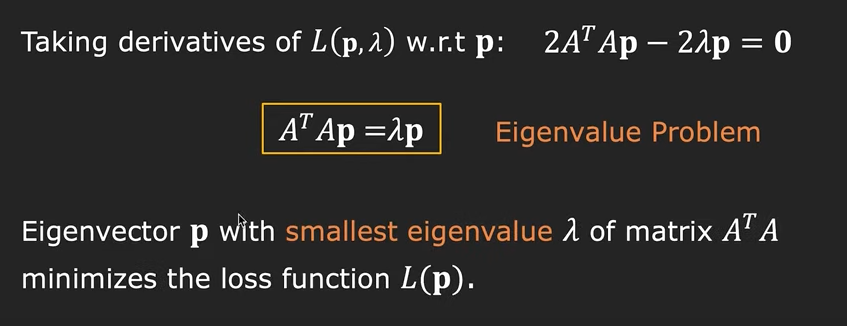 Taking derivatives of L(𝐩, λ) w.r.t 𝐩: 2AᵀA𝐩 − 2λ𝐩 = 𝟎
AᵀA𝐩 =λ𝐩 Eigenvalue Problem
Eigenvector 𝐩 with smallest eigenvalue λ of matrix AᵀA
minimizes the loss function L(𝐩).